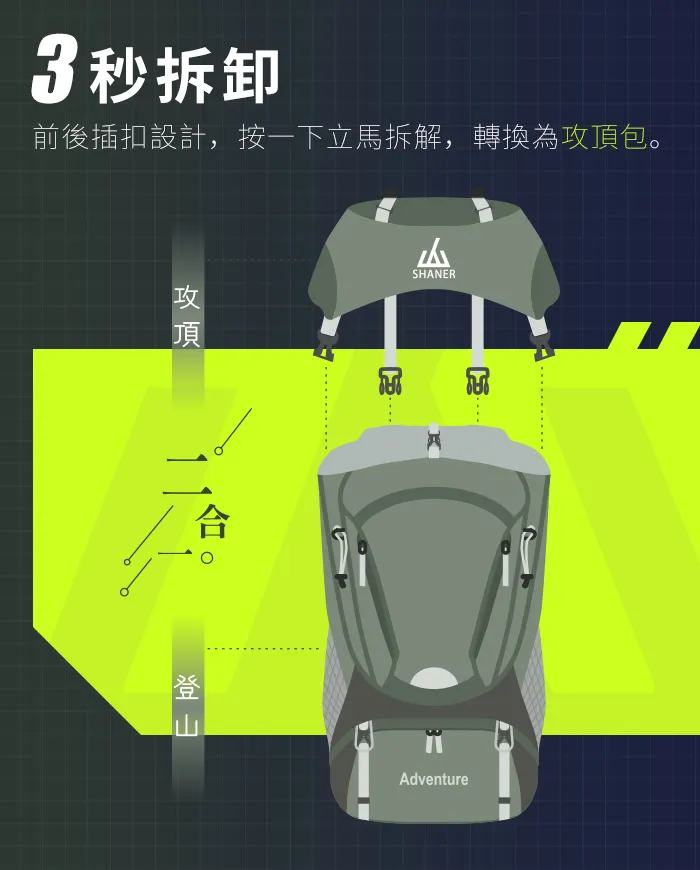 3秒拆卸
前後插扣設計，按一下立馬拆解，轉換為攻頂包。
SHANER
攻頂
二合一。
登山
Adventure